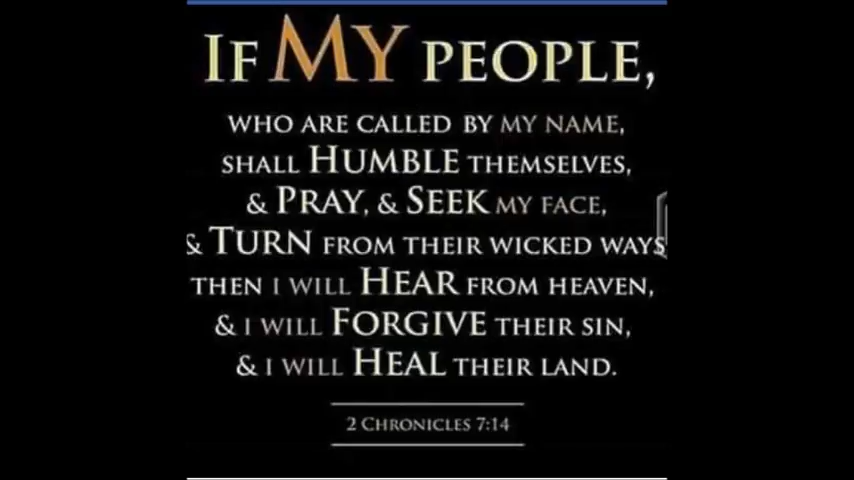 IF MY PEOPLE,
WHO ARE CALLED BY MY NAME,
SHALL HUMBLE THEMSELVES,
& PRAY, & SEEK MY FACE,
& TURN FROM THEIR WICKED WAYS
THEN I WILL HEAR FROM HEAVEN,
& I WILL FORGIVE THEIR SIN,
& I WILL HEAL THEIR LAND.
2 CHRONICLES 7:14